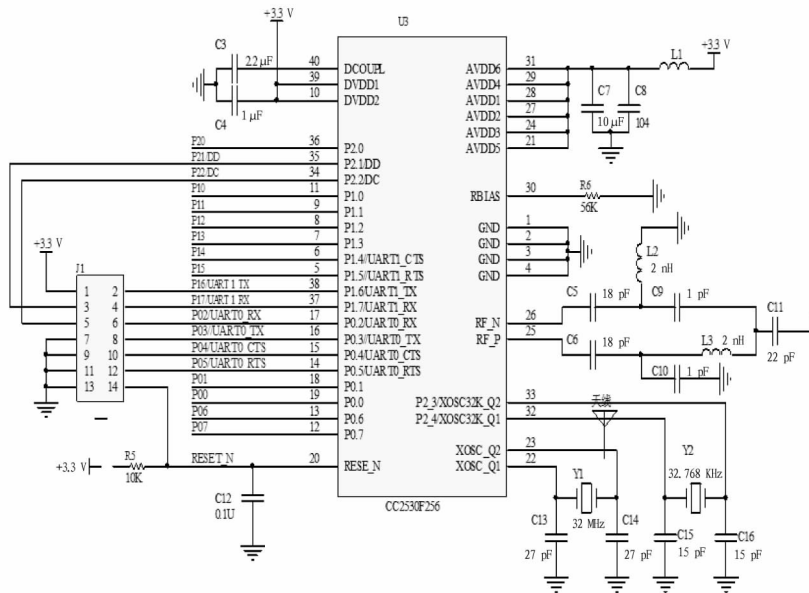 +3.3 V
U3
C3
2.2 μF
40
DCOUPL
39
DVDD1
10
DVDD2
C4
1 μF
AVDD6
31
AVDD4
29
AVDD1
28
AVDD2
27
AVDD3
24
AVDD5
21
L1
+3.3 V
C7
10 μF
C8
104
P20
36
P2.0
P21/DD
35
P2.1/DD
P22/DC
34
P2.2/DC
P10
11
P1.0
P11
9
P1.1
P12
8
P1.2
P13
7
P1.3
P14
6
P1.4/UART1_CTS
P15
5
P1.5/UART1_RTS
P16/UART 1_TX
38
P1.6/UART1_TX
P17/UART 1_RX
37
P1.7/UART1_RX
P02/UART0_RX
17
P0.2/UART0_RX
P03/UART0_TX
16
P0.3/UART0_TX
P04/UART0_CTS
15
P0.4/UART0_CTS
P05/UART0_RTS
14
P0.5/UART0_RTS
P01
18
P0.1
P00
19
P0.0
P06
13
P0.6
P07
12
P0.7
RBIAS
30
R6
56K
GND
1
GND
2
GND
3
GND
4
L2
2 nH
C5
18 pF
C9
1 pF
RF_N
26
RF_P
25
C6
18 pF
L3
2 nH
C10
1 pF
C11
22 pF
+3.3 V
J1
1
2
3
4
5
6
7
8
9
10
11
12
13
14
P2_3/XOSC32K_Q2
33
P2_4/XOSC32K_Q1
32
天线
XOSC_Q2
23
XOSC_Q1
22
+3.3 V
R5
10K
RESET_N
20
RESE_N
C12
0.1U
CC2530F256
Y1
32 MHz
Y2
32.768 KHz
C13
27 pF
C14
27 pF
C15
15 pF
C16
15 pF